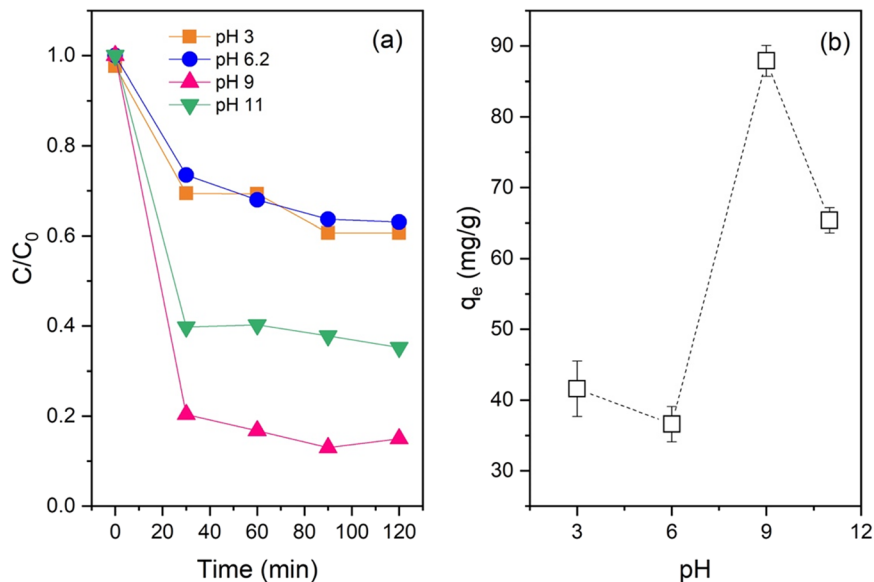 (a)
pH 3
pH 6.2
pH 9
pH 11
1.0
0.8
0.6
0.4
0.2
0.0
C/C₀
0 20 40 60 80 100 120
Time (min)
(b)
90
80
70
60
50
40
30
qₑ (mg/g)
3 6 9 12
pH